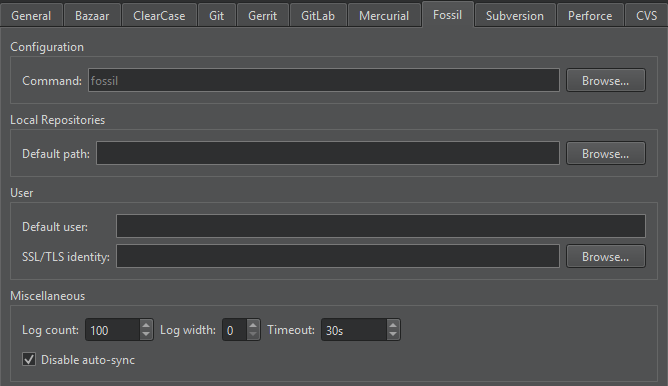 General Bazaar ClearCase Git Gerrit GitLab Mercurial Fossil Subversion Perforce CVS
Configuration
Command: fossil Browse...
Local Repositories
Default path: Browse...
User
Default user:
SSL/TLS identity: Browse...
Miscellaneous
Log count: 100 Log width: 0 Timeout: 30s
Disable auto-sync